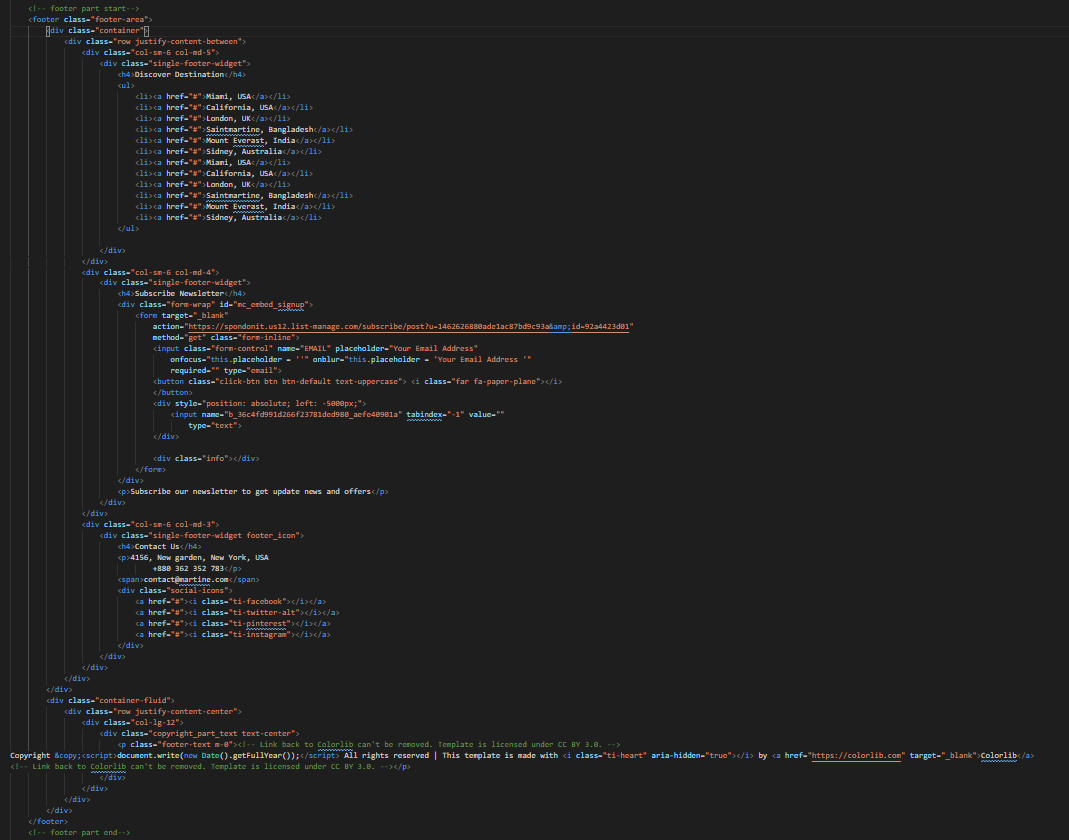 <!-- footer part start-->
<footer class="footer-area">
<div class="container">
<div class="row justify-content-between">
<div class="col-sm-6 col-md-5">
<div class="single-footer-widget">
<h4>Discover Destination</h4>
<ul>
<li><a href="#">Miami, USA</a></li>
<li><a href="#">California, USA</a></li>
<li><a href="#">London, UK</a></li>
<li><a href="#">Saintmartine, Bangladesh</a></li>
<li><a href="#">Mount Everast, India</a></li>
<li><a href="#">Sidney, Australia</a></li>
<li><a href="#">Miami, USA</a></li>
<li><a href="#">California, USA</a></li>
<li><a href="#">London, UK</a></li>
<li><a href="#">Saintmartine, Bangladesh</a></li>
<li><a href="#">Mount Everast, India</a></li>
<li><a href="#">Sidney, Australia</a></li>
</ul>
</div>
</div>
<div class="col-sm-6 col-md-4">
<div class="single-footer-widget">
<h4>Subscribe Newsletter</h4>
<div class="form-wrap" id="mc_embed_signup">
<form target="_blank"
action="https://spondonit.us12.list-manage.com/subscribe/post?u=1462626880ade1ac87bd9c93a&amp;id=92a4423d01"
method="get" class="form-inline">
<input class="form-control" name="EMAIL" placeholder="Your Email Address"
onfocus="this.placeholder = ''" onblur="this.placeholder = 'Your Email Address '"
required="" type="email">
<button class="click-btn btn btn-default text-uppercase"> <i class="far fa-paper-plane"></i>
</button>
<div style="position: absolute; left: -5000px;">
<input name="b_36c4fd991d266f23781ded980_aefe40901a" tabindex="-1" value=""
type="text">
</div>
<div class="info"></div>
</form>
</div>
<p>Subscribe our newsletter to get update news and offers</p>
</div>
</div>
<div class="col-sm-6 col-md-3">
<div class="single-footer-widget footer_icon">
<h4>Contact Us</h4>
<p>4156, New garden, New York, USA
+880 362 352 783</p>
<span>contact@martine.com</span>
<div class="social-icons">
<a href="#"><i class="ti-facebook"></i></a>
<a href="#"><i class="ti-twitter-alt"></i></a>
<a href="#"><i class="ti-pinterest"></i></a>
<a href="#"><i class="ti-instagram"></i></a>
</div>
</div>
</div>
</div>
</div>
<div class="container-fluid">
<div class="row justify-content-center">
<div class="col-lg-12">
<div class="copyright_part_text text-center">
<p class="footer-text m-0"><!-- Link back to Colorlib can't be removed. Template is licensed under CC BY 3.0. -->
Copyright &copy;<script>document.write(new Date().getFullYear());</script> All rights reserved | This template is made with <i class="ti-heart" aria-hidden="true"></i> by <a href="https://colorlib.com" target="_blank">Colorlib</a>
<!-- Link back to Colorlib can't be removed. Template is licensed under CC BY 3.0. --></p>
</div>
</div>
</div>
</div>
</footer>
<!-- footer part end-->